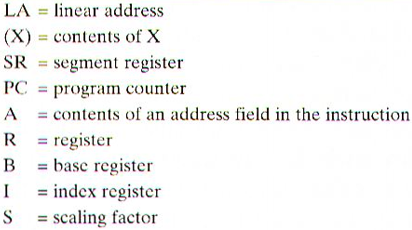 LA = linear address
(X) = contents of X
SR = segment register
PC = program counter
A = contents of an address field in the instruction
R = register
B = base register
I = index register
S = scaling factor